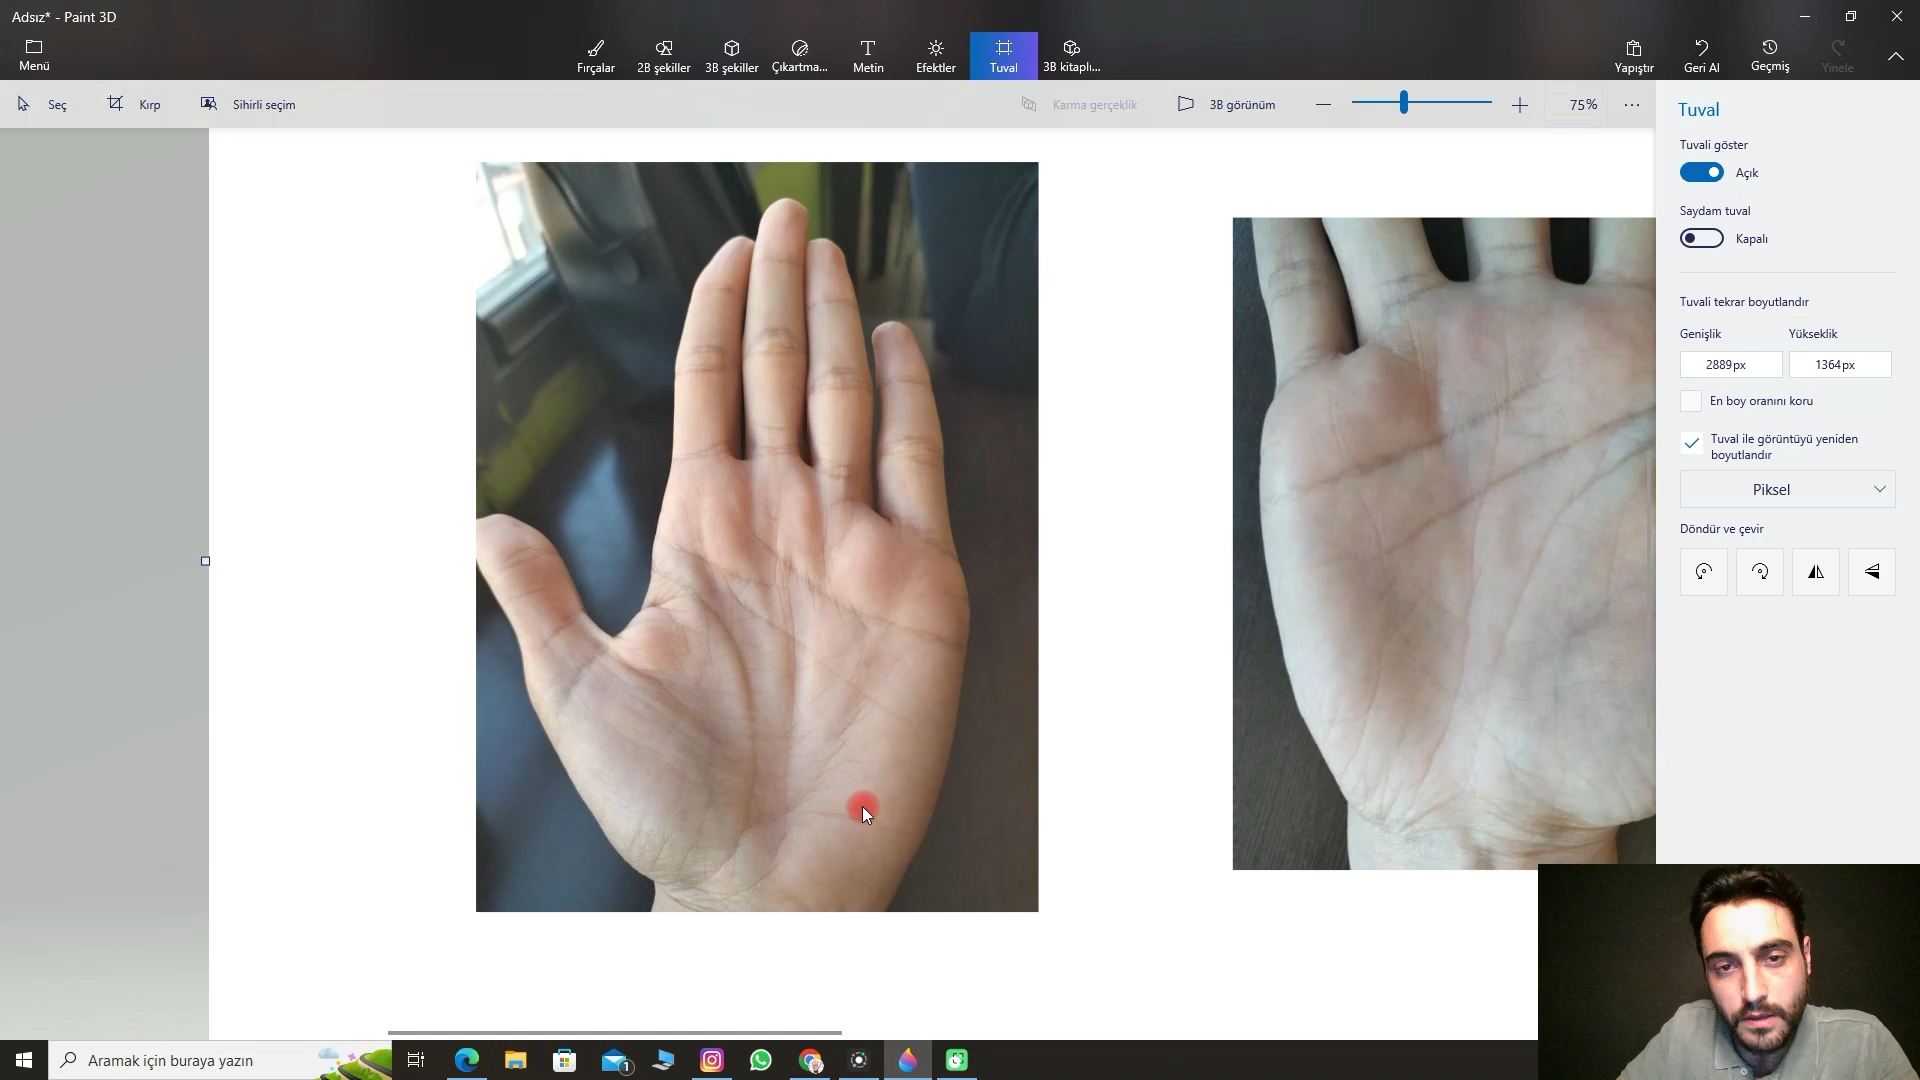 Adsız* - Paint 3D
Menü
Fırçalar
2B şekiller
3B şekiller
Çıkartma...
Metin
Efektler
Tuval
3B kitaplı...
Yapıştır
Geri Al
Geçmiş
Yinele
Seç
Kırp
Sihirli seçim
Karma gerçeklik
3B görünüm
75%
Tuval
Tuvali göster
Açık
Saydam tuval
Kapalı
Tuvali tekrar boyutlandır
Genişlik
Yükseklik
2889px
1364px
En boy oranını koru
Tuval ile görüntüyü yeniden
boyutlandır
Piksel
Döndür ve çevir
Aramak için buraya yazın
1